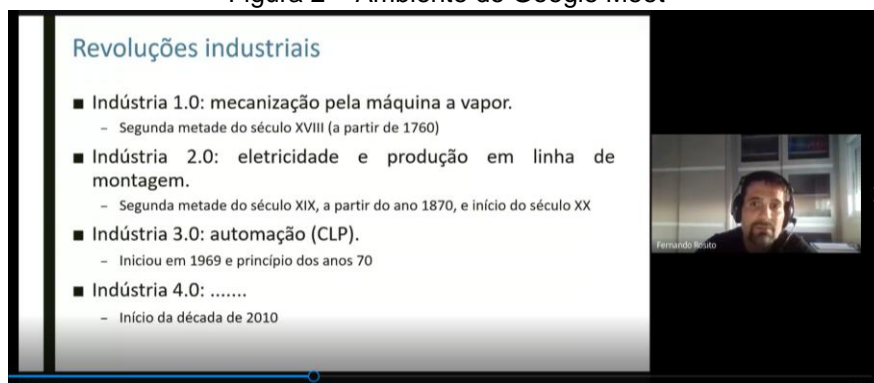 Figura 2 – Ambiente do Google Meet
Revoluções industriais
■ Indústria 1.0: mecanização pela máquina a vapor.
– Segunda metade do século XVIII (a partir de 1760)
■ Indústria 2.0: eletricidade e produção em linha de
montagem.
– Segunda metade do século XIX, a partir do ano 1870, e início do século XX
■ Indústria 3.0: automação (CLP).
– Iniciou em 1969 e princípio dos anos 70
■ Indústria 4.0: .......
– Início da década de 2010
Fernando Rosito